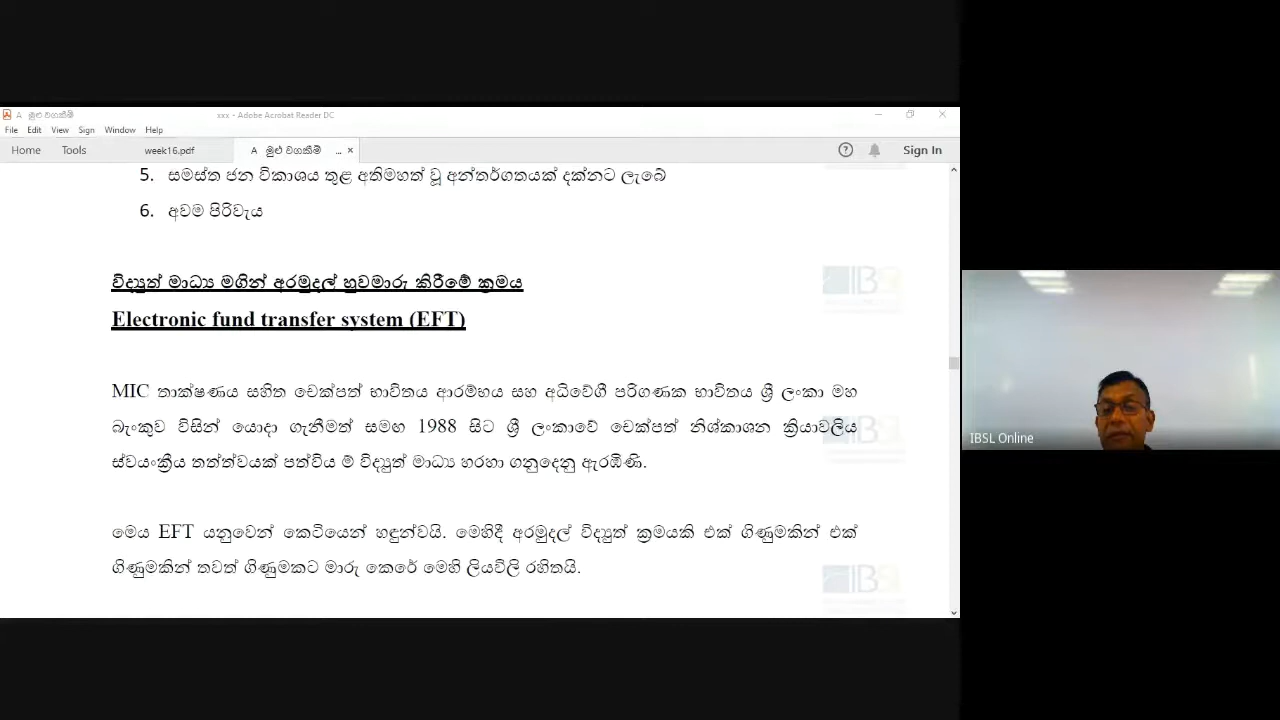 A මුළු වගකීම්
xxx - Adobe Acrobat Reader DC
File Edit View Sign Window Help
Home Tools week16.pdf A මුළු වගකීම් ... × Sign In
5. සමස්ත ජන විකාශය තුළ අතිමහත් වූ අන්තර්ගතයක් දක්නට ලැබේ
6. අවම පිරිවැය
විද්‍යුත් මාධ්‍ය මගින් අරමුදල් හුවමාරු කිරීමේ ක්‍රමය
Electronic fund transfer system (EFT)
MIC තාක්ෂණය සහිත චෙක්පත් භාවිතය ආරම්භය සහ අධිවේගී පරිගණක භාවිතය ශ්‍රී ලංකා මහ
බැංකුව විසින් යොදා ගැනීමත් සමඟ 1988 සිට ශ්‍රී ලංකාවේ චෙක්පත් නිශ්කාශන ක්‍රියාවලිය
ස්වයංක්‍රීය තත්ත්වයක් පත්විය ම් විද්‍යුත් මාධ්‍ය හරහා ගනුදෙනු ඇරඹිණි.
මෙය EFT යනුවෙන් කෙටියෙන් හඳුන්වයි. මෙහිදී අරමුදල් විද්‍යුත් ක්‍රමයකි එක් ගිණුමකින් එක්
ගිණුමකින් තවත් ගිණුමකට මාරු කෙරේ මෙහි ලියවිලි රහිතයි.
IBSL Online